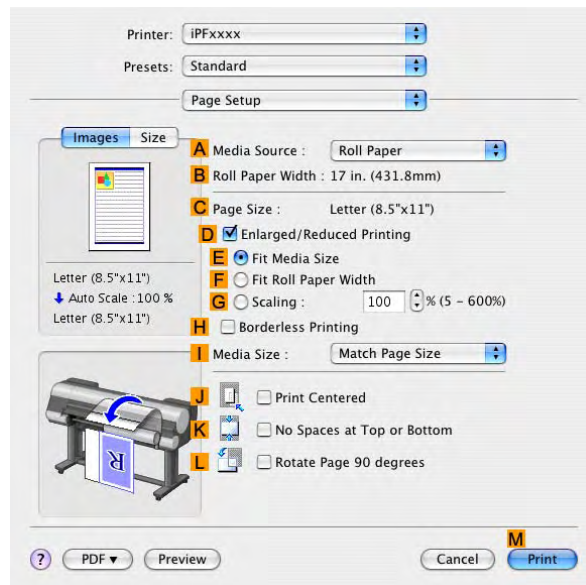 Printer: iPFxxxx
Presets: Standard
Page Setup
Images Size
A Media Source : Roll Paper
B Roll Paper Width : 17 in. (431.8mm)
C Page Size : Letter (8.5"x11")
D Enlarged/Reduced Printing
E Fit Media Size
F Fit Roll Paper Width
G Scaling : 100 % (5 - 600%)
Letter (8.5"x11")
Auto Scale :100 %
Letter (8.5"x11")
H Borderless Printing
I Media Size : Match Page Size
J Print Centered
K No Spaces at Top or Bottom
L Rotate Page 90 degrees
R
M
? PDF ▼ Preview Cancel Print